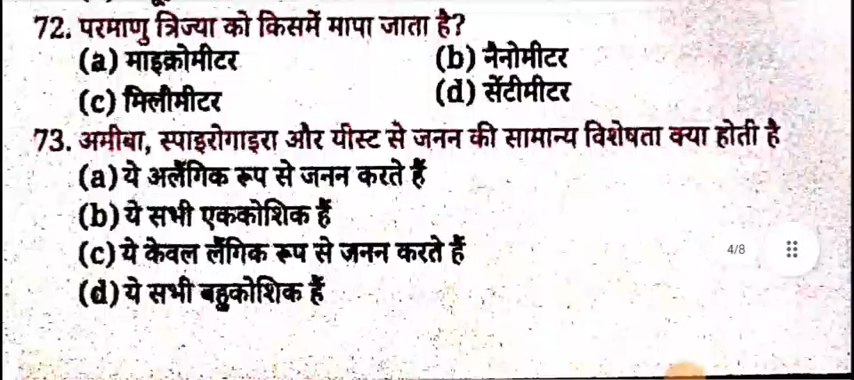 72. परमाणु त्रिज्या को किसमें मापा जाता है?
(a) माइक्रोमीटर (b) नैनोमीटर
(c) मिलीमीटर (d) सेंटीमीटर
73. अमीबा, स्पाइरोगाइरा और यीस्ट से जनन की सामान्य विशेषता क्या होती है
(a) ये अलैंगिक रूप से जनन करते हैं
(b) ये सभी एककोशिक हैं
(c) ये केवल लैंगिक रूप से जनन करते हैं
4/8
(d) ये सभी बहुकोशिक हैं